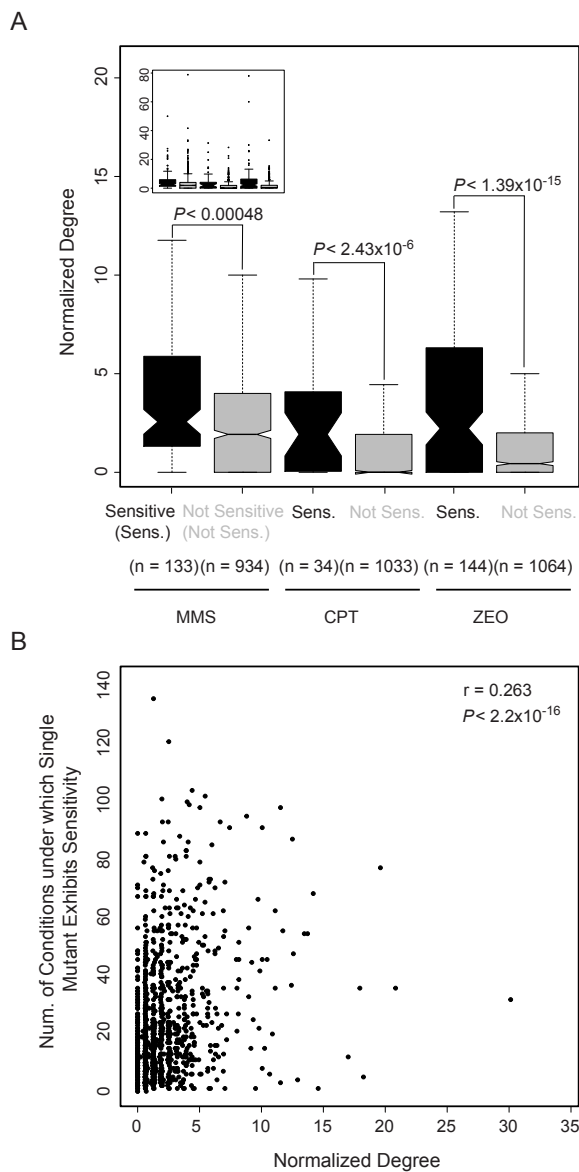 A
Normalized Degree
20
15
10
5
0
80
60
40
20
0
P< 0.00048
P< 2.43x10-6
P< 1.39x10-15
Sensitive Not Sensitive Sens. Not Sens. Sens. Not Sens.
(Sens.) (Not Sens.)
(n = 133)(n = 934) (n = 34)(n = 1033) (n = 144)(n = 1064)
MMS CPT ZEO
B
Num. of Conditions under which Single
Mutant Exhibits Sensitivity
140
120
100
80
60
40
20
0
r = 0.263
P< 2.2x10-16
0 5 10 15 20 25 30 35
Normalized Degree